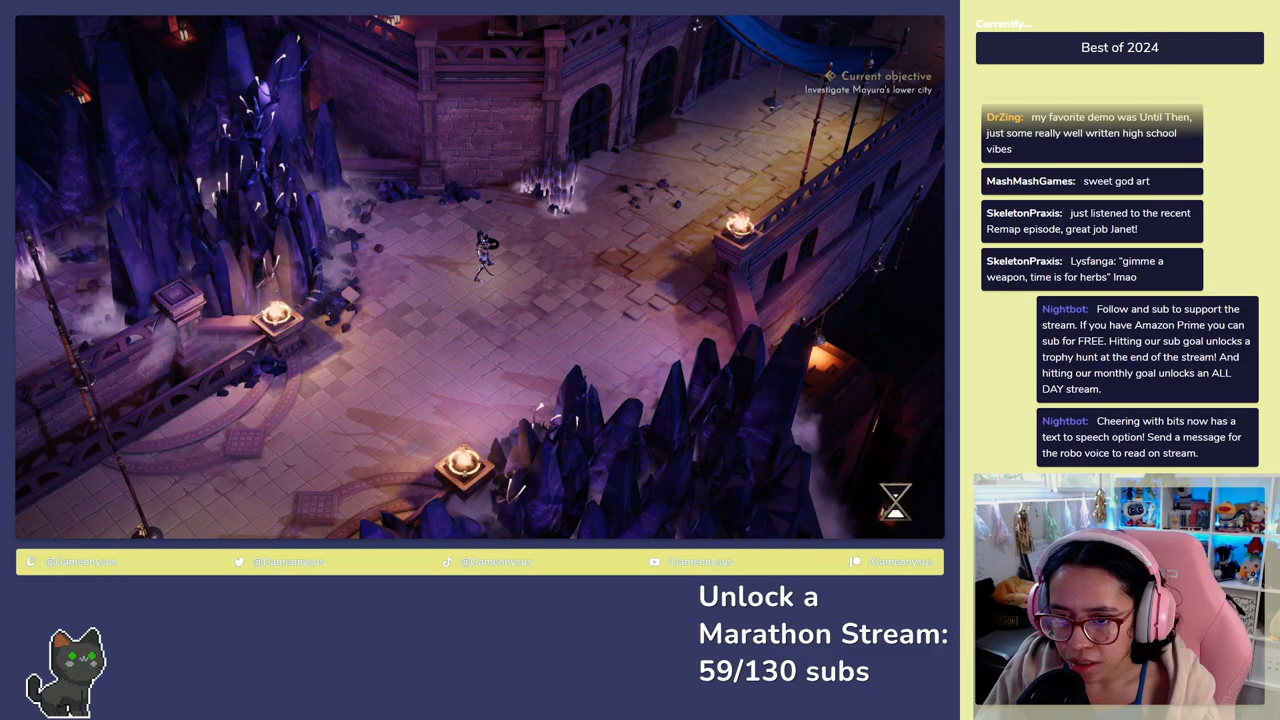 Current objective
Investigate Mayura's lower city
@Gameonysus
@Gameonysus
@Gameonysus
/Gameonysus
/Gameonysus
Unlock a
Marathon Stream:
59/130 subs
Currently...
Best of 2024
DrZing: my favorite demo was Until Then,
just some really well written high school
vibes
MashMashGames: sweet god art
SkeletonPraxis: just listened to the recent
Remap episode, great job Janet!
SkeletonPraxis: Lysfanga: "gimme a
weapon, time is for herbs" lmao
Nightbot: Follow and sub to support the
stream. If you have Amazon Prime you can
sub for FREE. Hitting our sub goal unlocks a
trophy hunt at the end of the stream! And
hitting our monthly goal unlocks an ALL
DAY stream.
Nightbot: Cheering with bits now has a
text to speech option! Send a message for
the robo voice to read on stream.